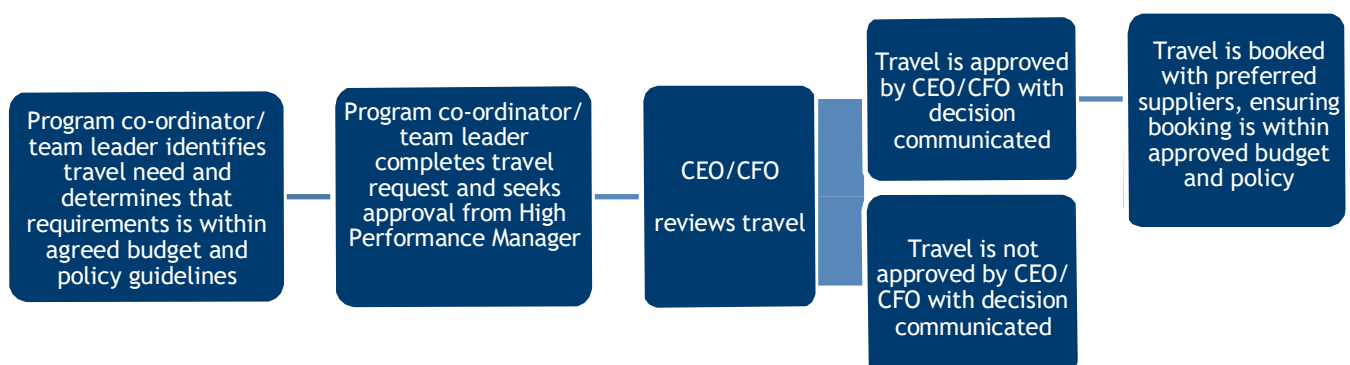 Program co-ordinator/
team leader identifies
travel need and
determines that
requirements is within
agreed budget and
policy guidelines
Program co-ordinator/
team leader
completes travel
request and seeks
approval from High
Performance Manager
CEO/CFO
reviews travel
Travel is approved
by CEO/CFO with
decision
communicated
Travel is not
approved by CEO/
CFO with decision
communicated
Travel is booked
with preferred
suppliers, ensuring
booking is within
approved budget
and policy